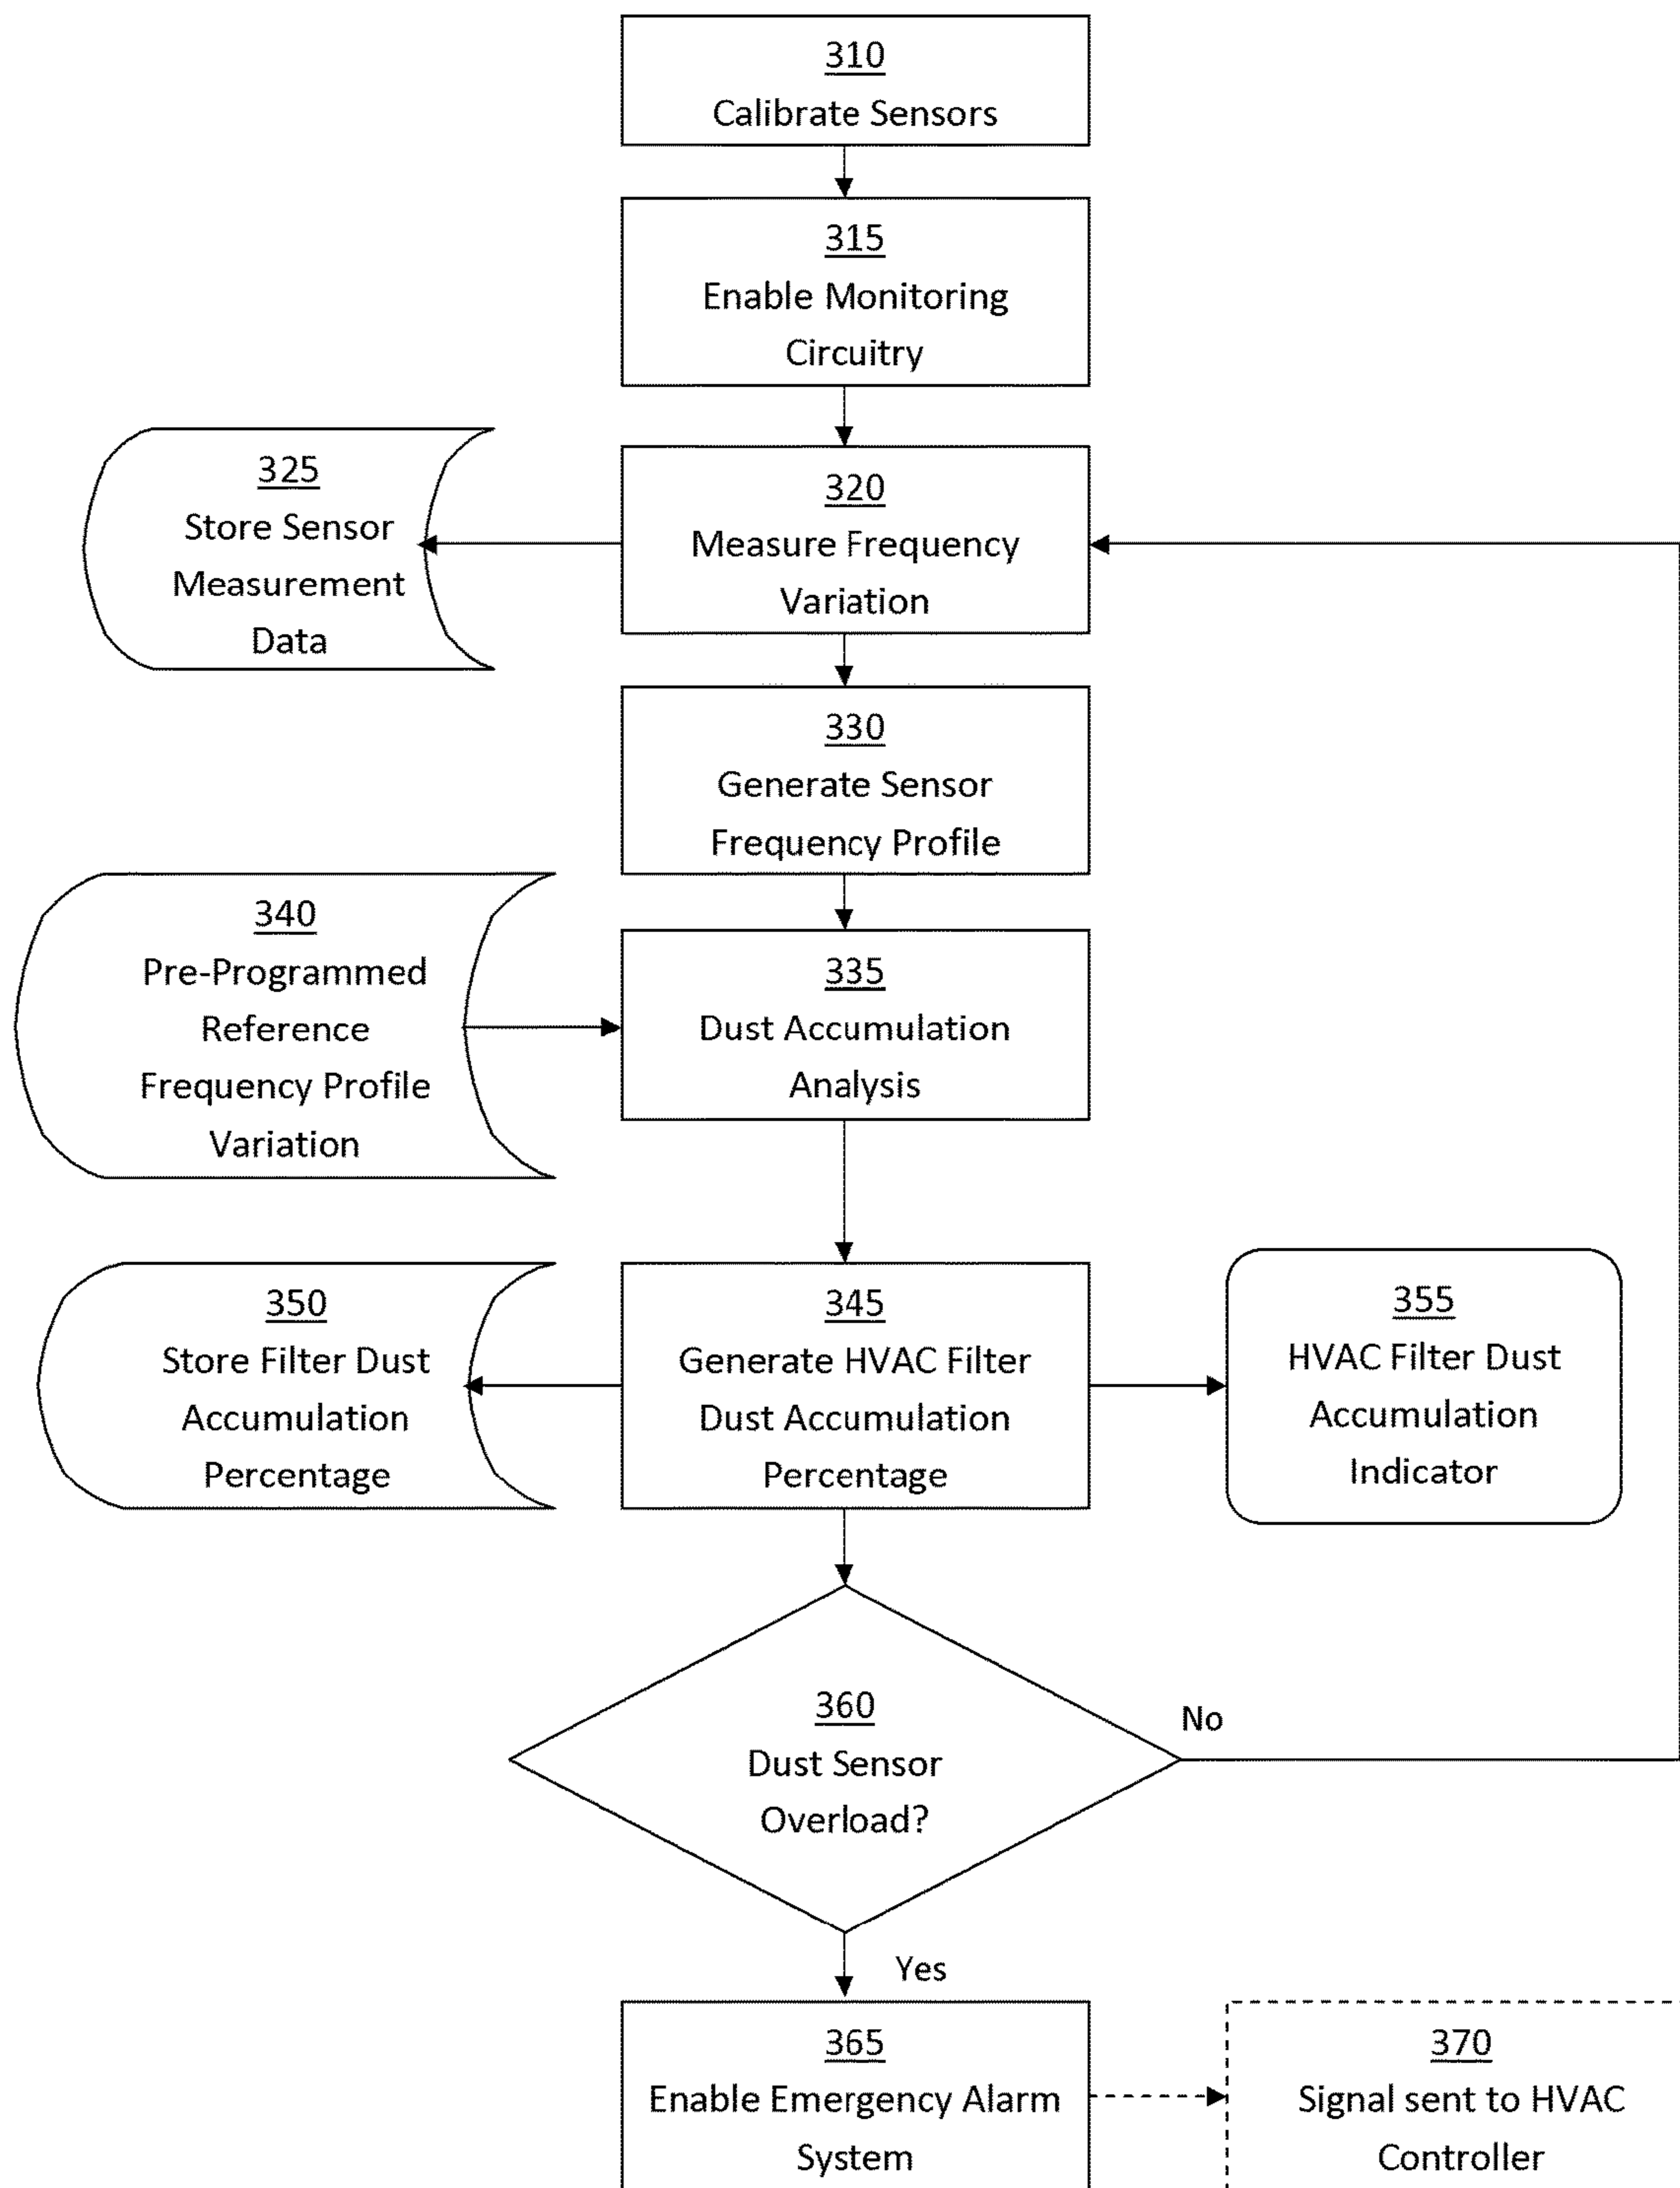 310
Calibrate Sensors
315
Enable Monitoring
Circuitry
325
Store Sensor
Measurement
Data
320
Measure Frequency
Variation
330
Generate Sensor
Frequency Profile
340
Pre-Programmed
Reference
Frequency Profile
Variation
335
Dust Accumulation
Analysis
350
Store Filter Dust
Accumulation
Percentage
345
Generate HVAC Filter
Dust Accumulation
Percentage
355
HVAC Filter Dust
Accumulation
Indicator
360
Dust Sensor
Overload?
No
Yes
365
Enable Emergency Alarm
System
370
Signal sent to HVAC
Controller